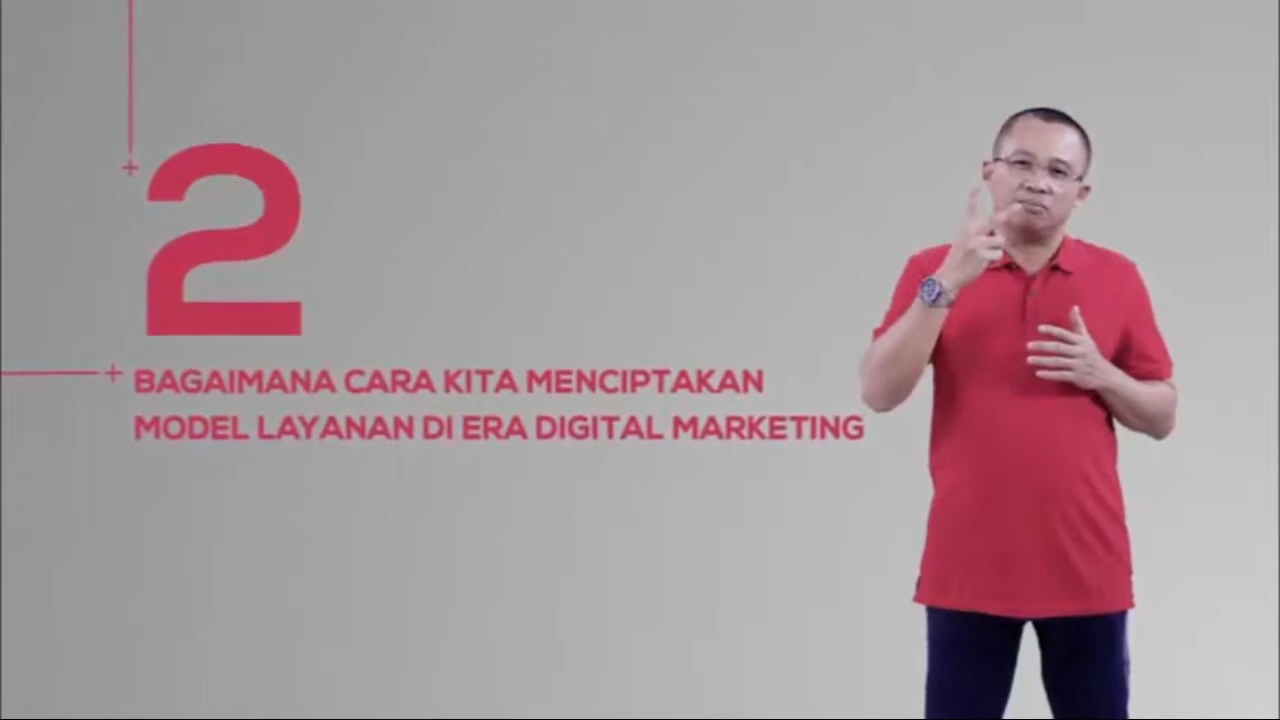 2
BAGAIMANA CARA KITA MENCIPTAKAN
MODEL LAYANAN DI ERA DIGITAL MARKETING